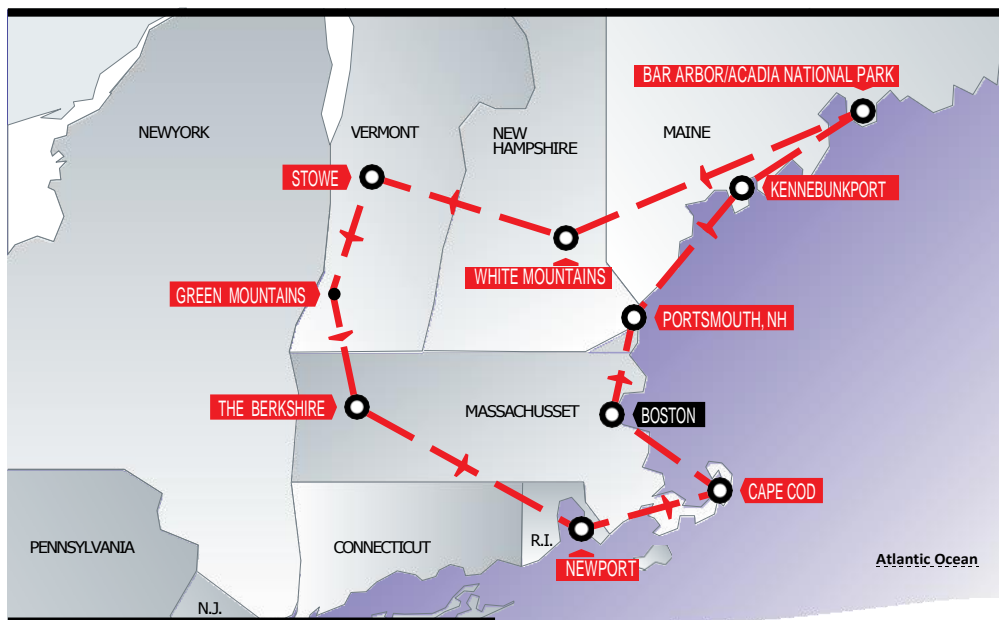 BAR ARBOR/ACADIA NATIONAL PARK
NEWYORK
VERMONT
NEW
HAMPSHIRE
MAINE
STOWE
KENNEBUNKPORT
WHITE MOUNTAINS
GREEN MOUNTAINS
PORTSMOUTH, NH
THE BERKSHIRE
MASSACHUSSET
BOSTON
CAPE COD
PENNSYLVANIA
CONNECTICUT
R.I.
NEWPORT
Atlantic Ocean
N.J.